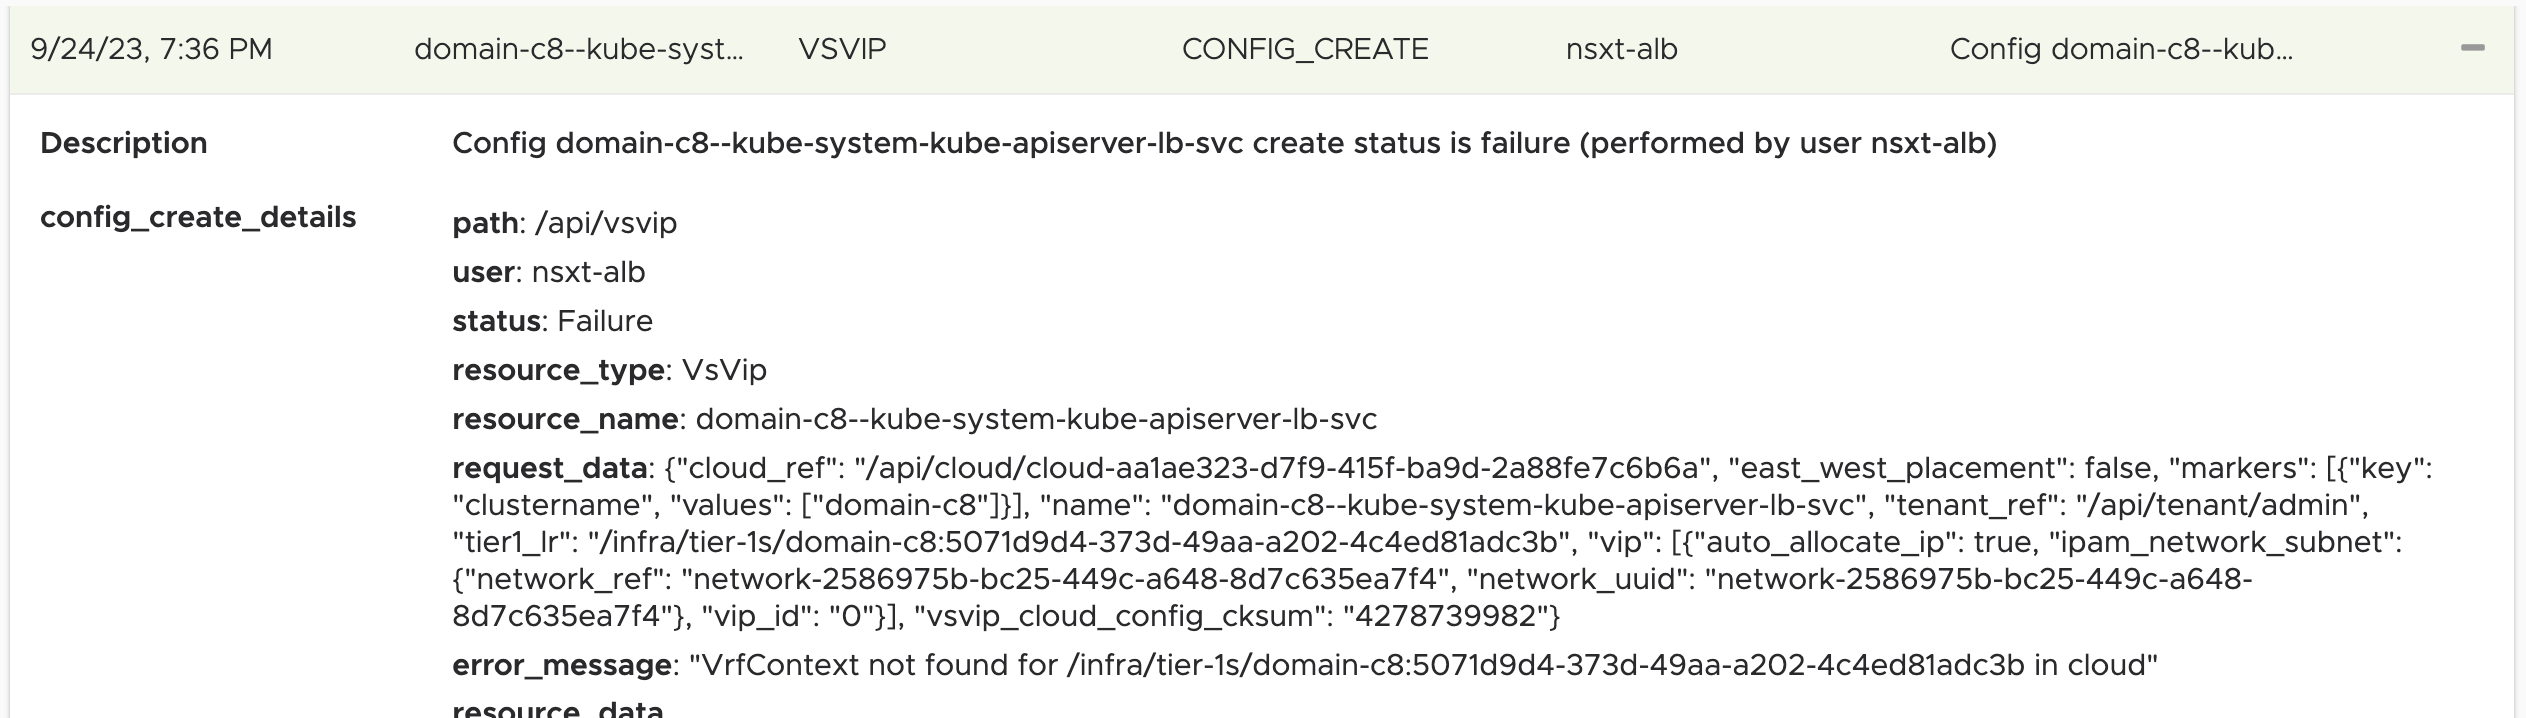 9/24/23, 7:36 PM domain-c8--kube-syst... VSVIP CONFIG_CREATE nsxt-alb Config domain-c8--kub...
Description Config domain-c8--kube-system-kube-apiserver-lb-svc create status is failure (performed by user nsxt-alb)
config_create_details path: /api/vsvip
user: nsxt-alb
status: Failure
resource_type: VsVip
resource_name: domain-c8--kube-system-kube-apiserver-lb-svc
request_data: {"cloud_ref": "/api/cloud/cloud-aa1ae323-d7f9-415f-ba9d-2a88fe7c6b6a", "east_west_placement": false, "markers": [{"key":
"clustername", "values": ["domain-c8"]}], "name": "domain-c8--kube-system-kube-apiserver-lb-svc", "tenant_ref": "/api/tenant/admin",
"tier1_lr": "/infra/tier-1s/domain-c8:5071d9d4-373d-49aa-a202-4c4ed81adc3b", "vip": [{"auto_allocate_ip": true, "ipam_network_subnet":
{"network_ref": "network-2586975b-bc25-449c-a648-8d7c635ea7f4", "network_uuid": "network-2586975b-bc25-449c-a648-
8d7c635ea7f4"}, "vip_id": "0"}], "vsvip_cloud_config_cksum": "4278739982"}
error_message: "VrfContext not found for /infra/tier-1s/domain-c8:5071d9d4-373d-49aa-a202-4c4ed81adc3b in cloud"
resource_data